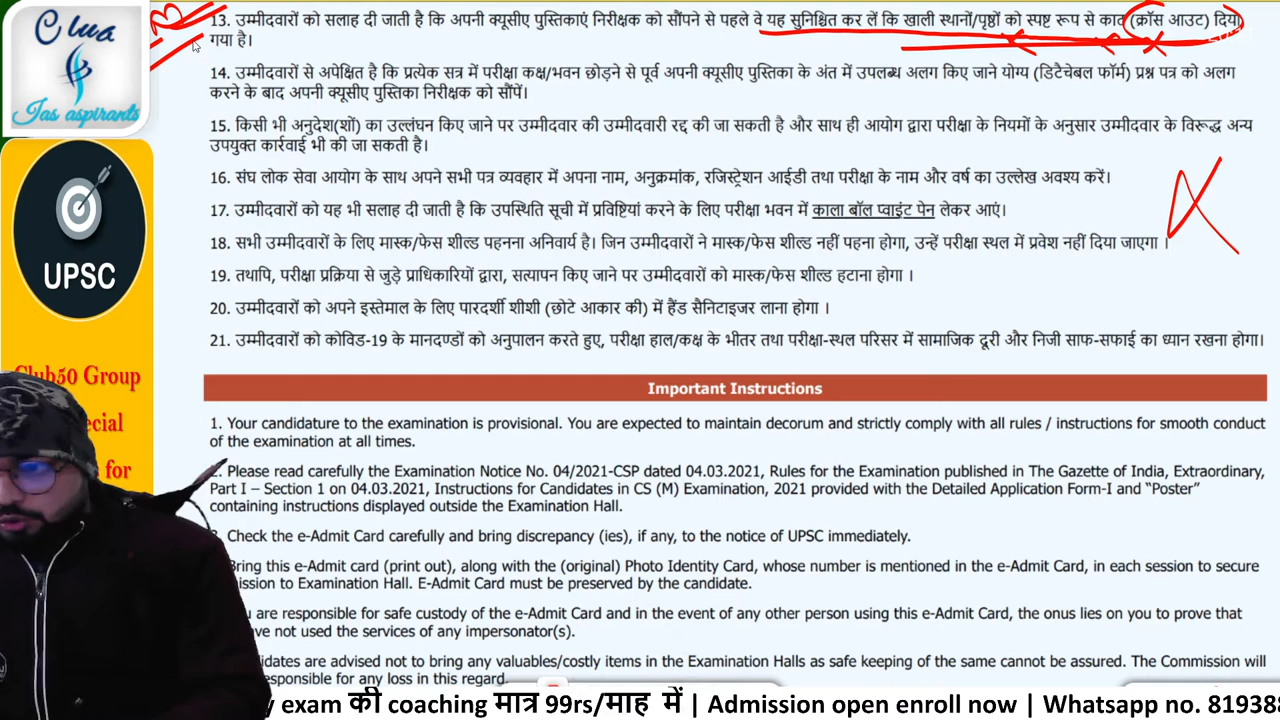 Clua
Ias aspirants
UPSC
Club50 Group
ecial
s for
13. उम्मीदवारों को सलाह दी जाती है कि अपनी क्यूसीए पुस्तिकाएं निरीक्षक को सौंपने से पहले वे यह सुनिश्चित कर लें कि खाली स्थानों/पृष्ठों को स्पष्ट रूप से काट (क्रॉस आउट) दिया
गया है।
14. उम्मीदवारों से अपेक्षित है कि प्रत्येक सत्र में परीक्षा कक्ष/भवन छोड़ने से पूर्व अपनी क्यूसीए पुस्तिका के अंत में उपलब्ध अलग किए जाने योग्य (डिटैचेबल फॉर्म) प्रश्न पत्र को अलग
करने के बाद अपनी क्यूसीए पुस्तिका निरीक्षक को सौंपें।
15. किसी भी अनुदेश(शों) का उल्लंघन किए जाने पर उम्मीदवार की उम्मीदवारी रद्द की जा सकती है और साथ ही आयोग द्वारा परीक्षा के नियमों के अनुसार उम्मीदवार के विरूद्ध अन्य
उपयुक्त कार्रवाई भी की जा सकती है।
16. संघ लोक सेवा आयोग के साथ अपने सभी पत्र व्यवहार में अपना नाम, अनुक्रमांक, रजिस्ट्रेशन आईडी तथा परीक्षा के नाम और वर्ष का उल्लेख अवश्य करें।
17. उम्मीदवारों को यह भी सलाह दी जाती है कि उपस्थिति सूची में प्रविष्टियां करने के लिए परीक्षा भवन में काला बॉल प्वाइंट पेन लेकर आएं।
18. सभी उम्मीदवारों के लिए मास्क/फेस शील्ड पहनना अनिवार्य है। जिन उम्मीदवारों ने मास्क/फेस शील्ड नहीं पहना होगा, उन्हें परीक्षा स्थल में प्रवेश नहीं दिया जाएगा ।
19. तथापि, परीक्षा प्रक्रिया से जुड़े प्राधिकारियों द्वारा, सत्यापन किए जाने पर उम्मीदवारों को मास्क/फेस शील्ड हटाना होगा ।
20. उम्मीदवारों को अपने इस्तेमाल के लिए पारदर्शी शीशी (छोटे आकार की) में हैंड सैनिटाइजर लाना होगा ।
21. उम्मीदवारों को कोविड-19 के मानदण्डों को अनुपालन करते हुए, परीक्षा हाल/कक्ष के भीतर तथा परीक्षा-स्थल परिसर में सामाजिक दूरी और निजी साफ-सफाई का ध्यान रखना होगा।
Important Instructions
1. Your candidature to the examination is provisional. You are expected to maintain decorum and strictly comply with all rules / instructions for smooth conduct
of the examination at all times.
Please read carefully the Examination Notice No. 04/2021-CSP dated 04.03.2021, Rules for the Examination published in The Gazette of India, Extraordinary,
Part I – Section 1 on 04.03.2021, Instructions for Candidates in CS (M) Examination, 2021 provided with the Detailed Application Form-I and “Poster”
containing instructions displayed outside the Examination Hall.
Check the e-Admit Card carefully and bring discrepancy (ies), if any, to the notice of UPSC immediately.
Bring this e-Admit card (print out), along with the (original) Photo Identity Card, whose number is mentioned in the e-Admit Card, in each session to secure
ission to Examination Hall. E-Admit Card must be preserved by the candidate.
u are responsible for safe custody of the e-Admit Card and in the event of any other person using this e-Admit Card, the onus lies on you to prove that
ave not used the services of any impersonator(s).
idates are advised not to bring any valuables/costly items in the Examination Halls as safe keeping of the same cannot be assured. The Commission will
esponsible for any loss in this regard.
y exam की coaching मात्र 99rs/माह में | Admission open enroll now | Whatsapp no. 81938